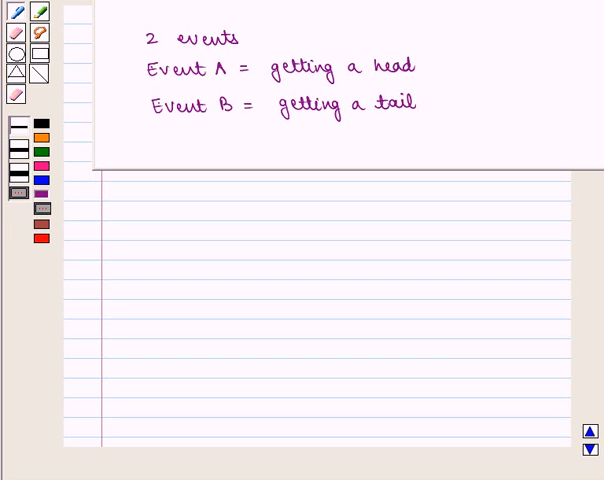 2 events
Event A = getting a head
Event B = getting a tail